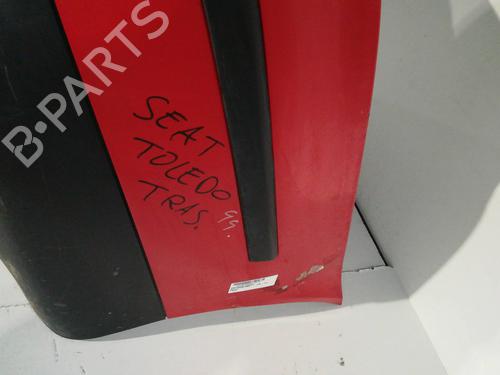 B-PARTS
SEAT
TOLEDO 99.
TRAS.